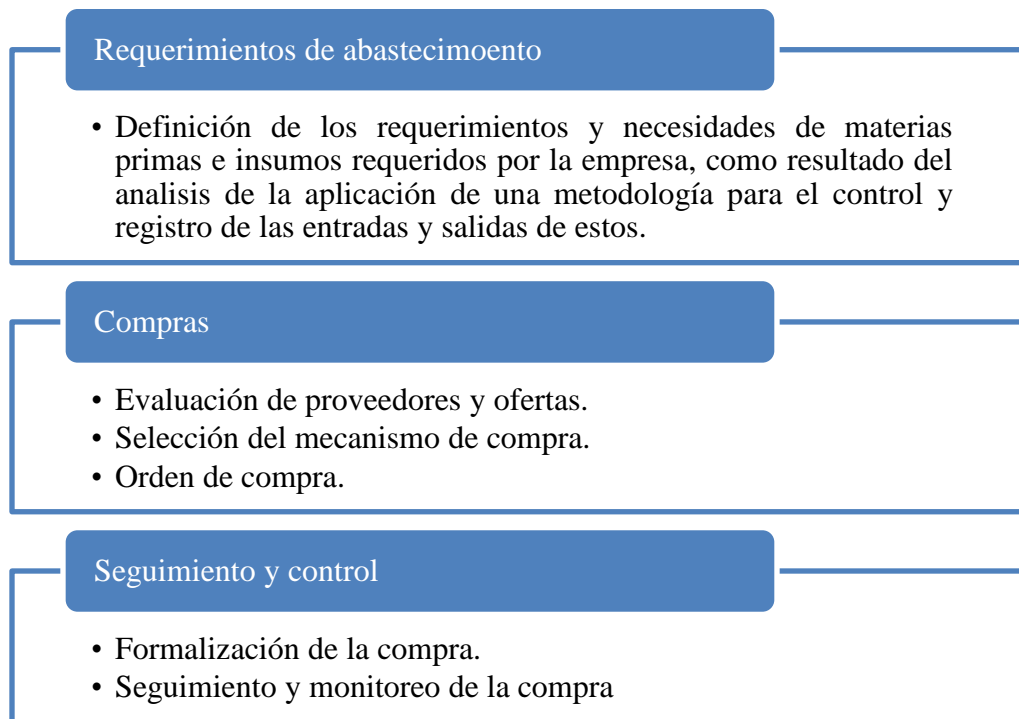 Requerimientos de abastecimoento
• Definición de los requerimientos y necesidades de materias
primas e insumos requeridos por la empresa, como resultado del
analisis de la aplicación de una metodología para el control y
registro de las entradas y salidas de estos.
Compras
• Evaluación de proveedores y ofertas.
• Selección del mecanismo de compra.
• Orden de compra.
Seguimiento y control
• Formalización de la compra.
• Seguimiento y monitoreo de la compra